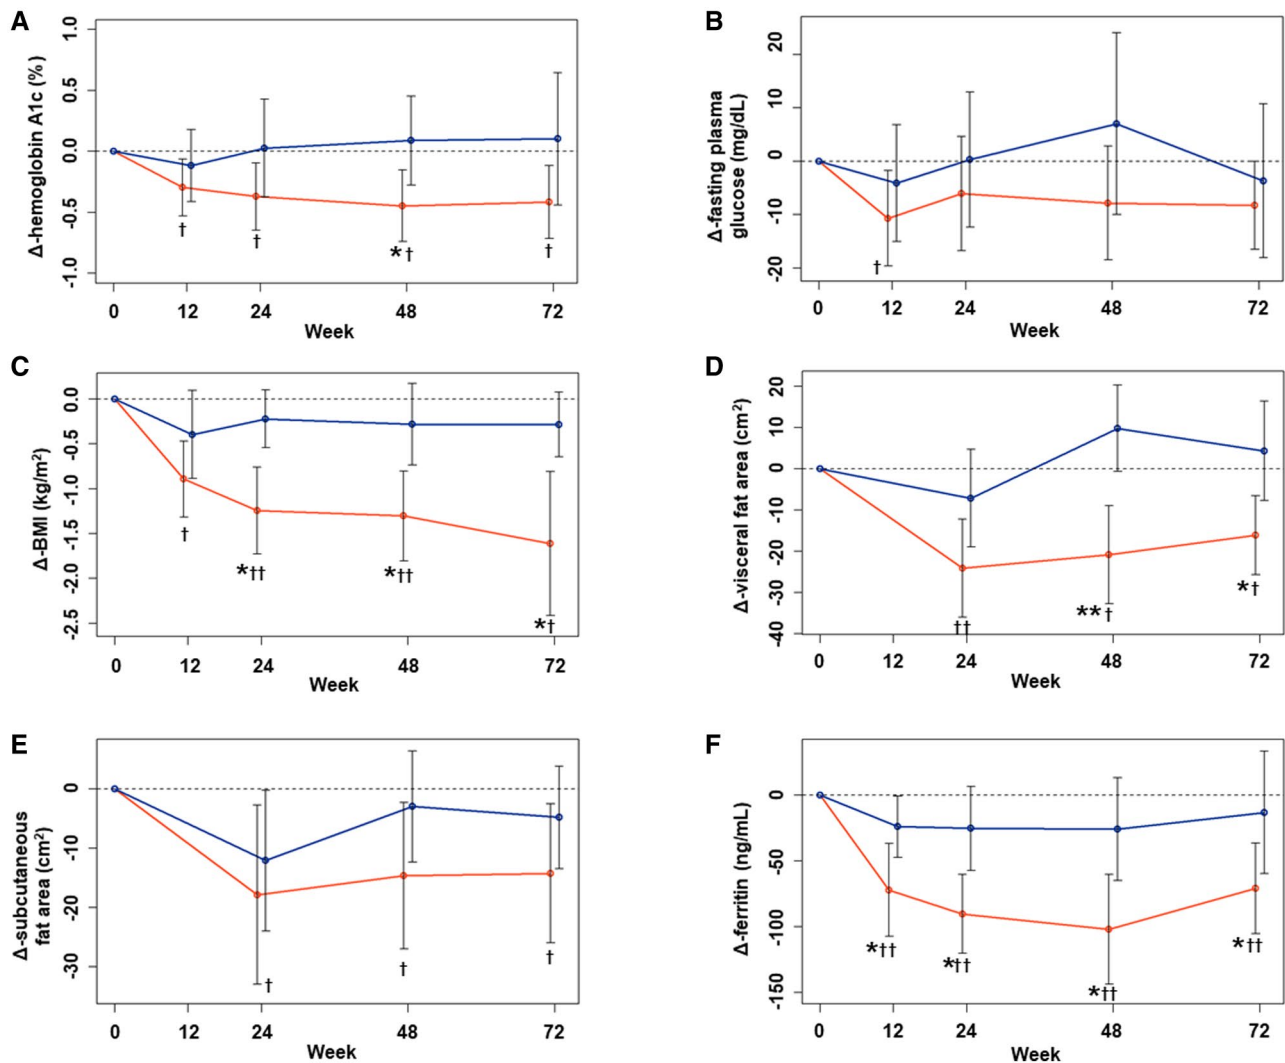 A
Δ-hemoglobin A1c (%)
1.0
0.5
0.0
-0.5
-1.0
†
†
*†
†
0 12 24 48 72
Week
B
Δ-fasting plasma
glucose (mg/dL)
20
10
0
-10
-20
†
0 12 24 48 72
Week
C
Δ-BMI (kg/m²)
0.0
-0.5
-1.0
-1.5
-2.0
-2.5
†
*††
*††
*†
0 12 24 48 72
Week
D
Δ-visceral fat area (cm²)
20
10
0
-10
-20
-30
-40
††
**†
*†
0 12 24 48 72
Week
E
Δ-subcutaneous
fat area (cm²)
0
-10
-20
-30
†
†
†
0 12 24 48 72
Week
F
Δ-ferritin (ng/mL)
0
-50
-100
-150
*††
*††
*††
*††
0 12 24 48 72
Week